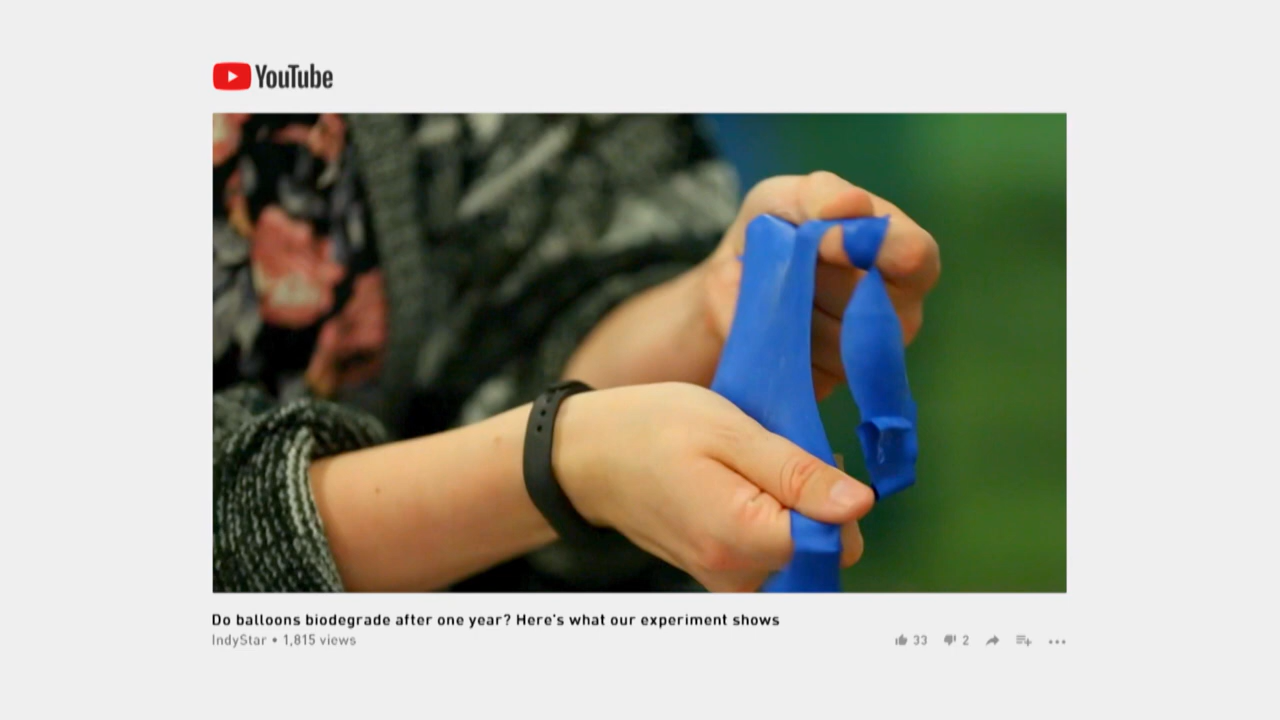 YouTube
Do balloons biodegrade after one year? Here's what our experiment shows
IndyStar • 1,815 views
33 2